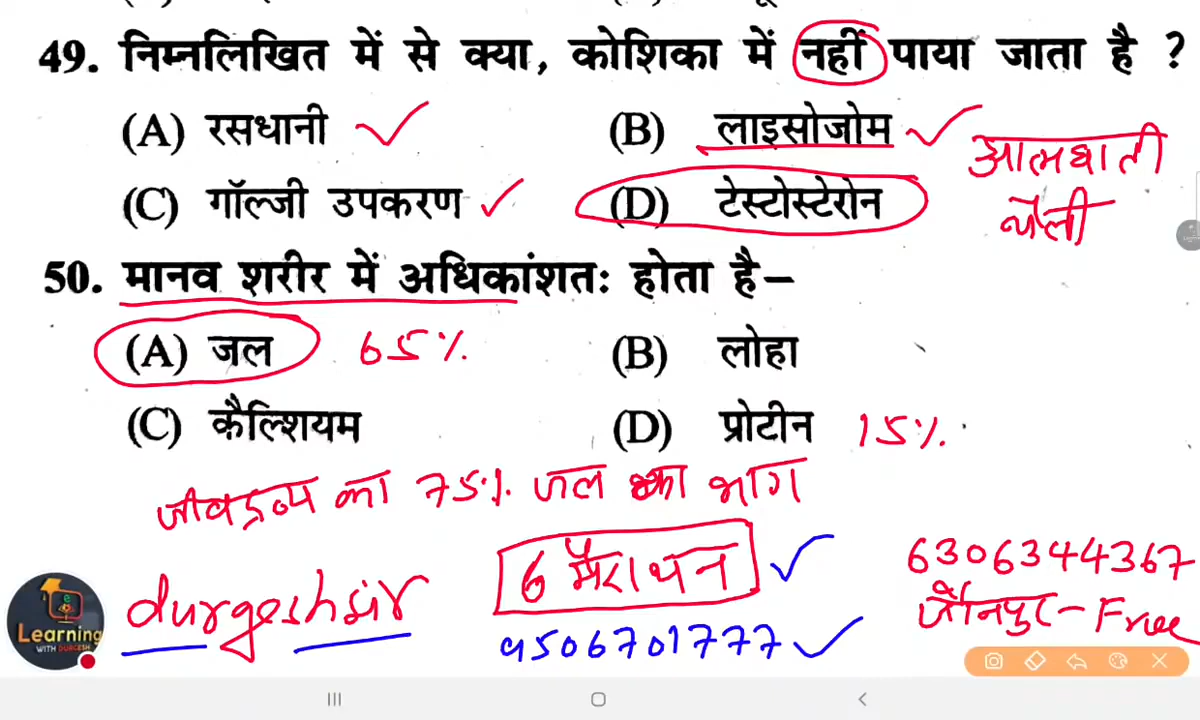 49. निम्नलिखित में से क्या, कोशिका में नहीं पाया जाता है ?
(A) रसधानी (B) लाइसोजोम
आत्मघाती
(C) गॉल्जी उपकरण (D) टेस्टोस्टेरोन
थैली
50. मानव शरीर में अधिकांशतः होता है–
(A) जल 65% (B) लोहा
(C) कैल्शियम (D) प्रोटीन 15%
जीवद्रव्य का 75% जल का भाग
6 मैराथन
6306344367
durgeshsir
जौनपुर - Free
9506701777
Learning
WITH DURGESH